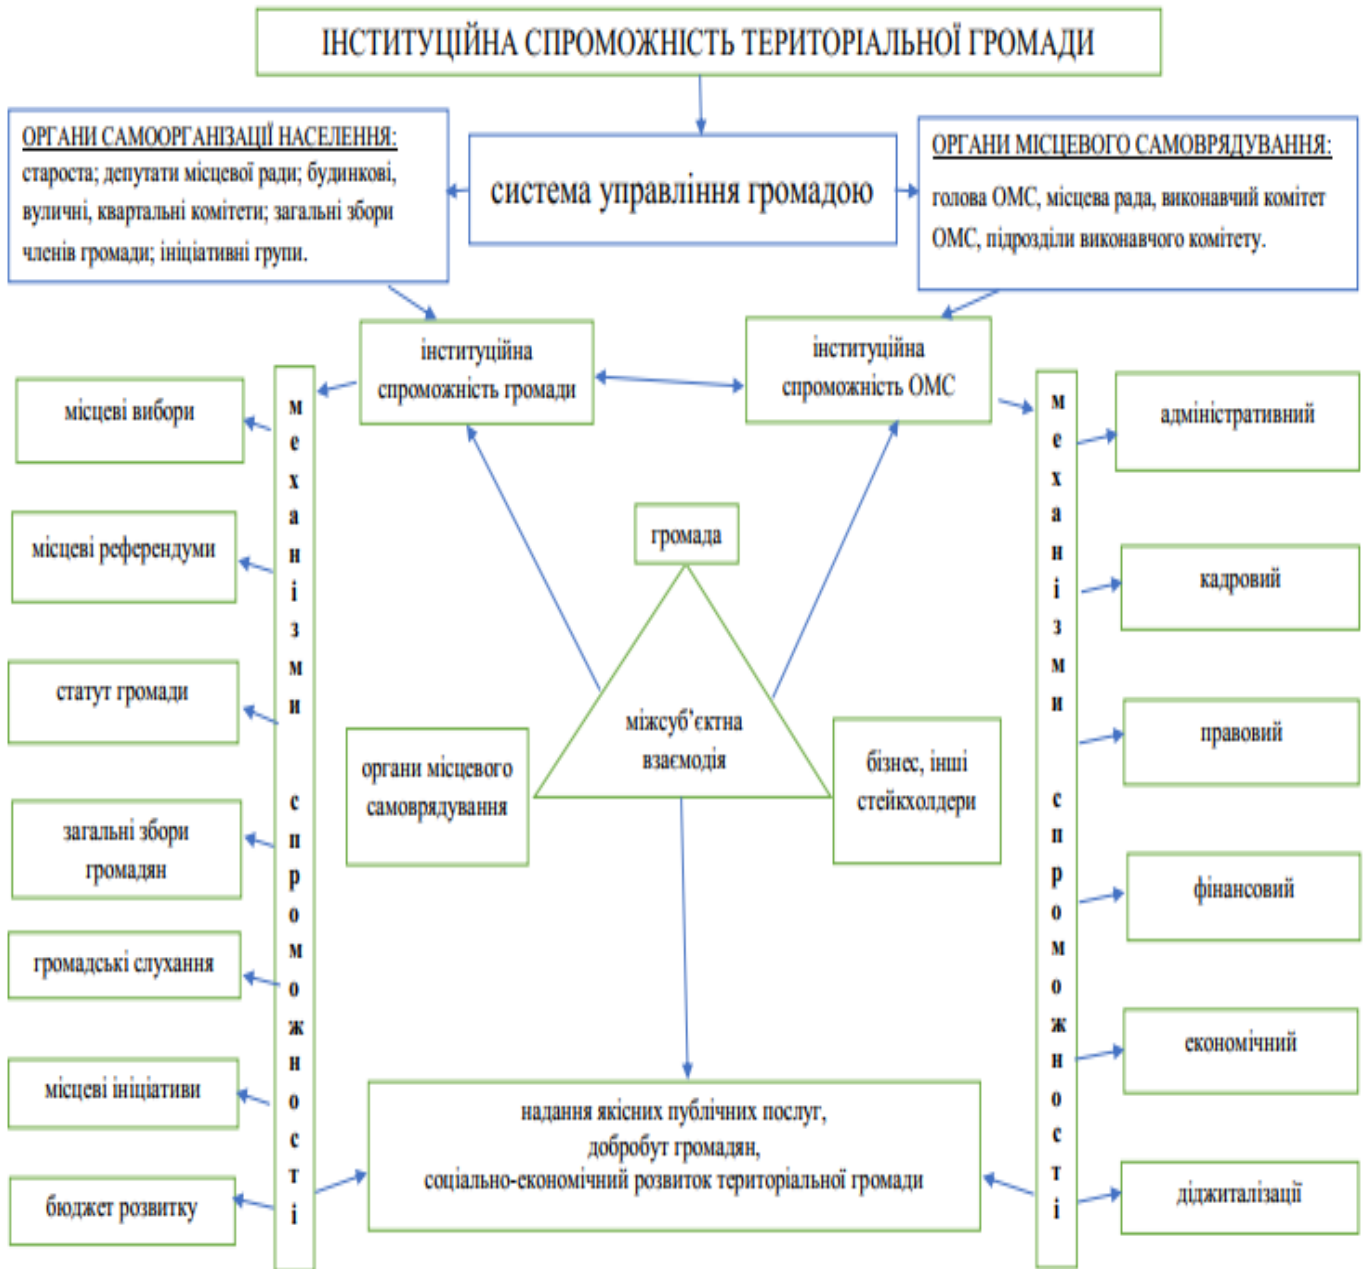 ІНСТИТУЦІЙНА СПРОМОЖНІСТЬ ТЕРИТОРІАЛЬНОЇ ГРОМАДИ
ОРГАНИ САМООРГАНІЗАЦІЇ НАСЕЛЕННЯ:
староста; депутати місцевої ради; будинкові,
вуличні, квартальні комітети; загальні збори
членів громади; ініціативні групи.
система управління громадою
ОРГАНИ МІСЦЕВОГО САМОВРЯДУВАННЯ:
голова ОМС, місцева рада, виконавчий комітет
ОМС, підрозділи виконавчого комітету.
інституційна
спроможність громади
інституційна
спроможність ОМС
механізми спроможності
місцеві вибори
місцеві референдуми
статут громади
загальні збори
громадян
громадські слухання
місцеві ініціативи
бюджет розвитку
громада
міжсуб‘єктна
взаємодія
органи місцевого
самоврядування
бізнес, інші
стейкхолдери
надання якісних публічних послуг,
добробут громадян,
соціально-економічний розвиток територіальної громади
механізми спроможності
адміністративний
кадровий
правовий
фінансовий
економічний
діджиталізації